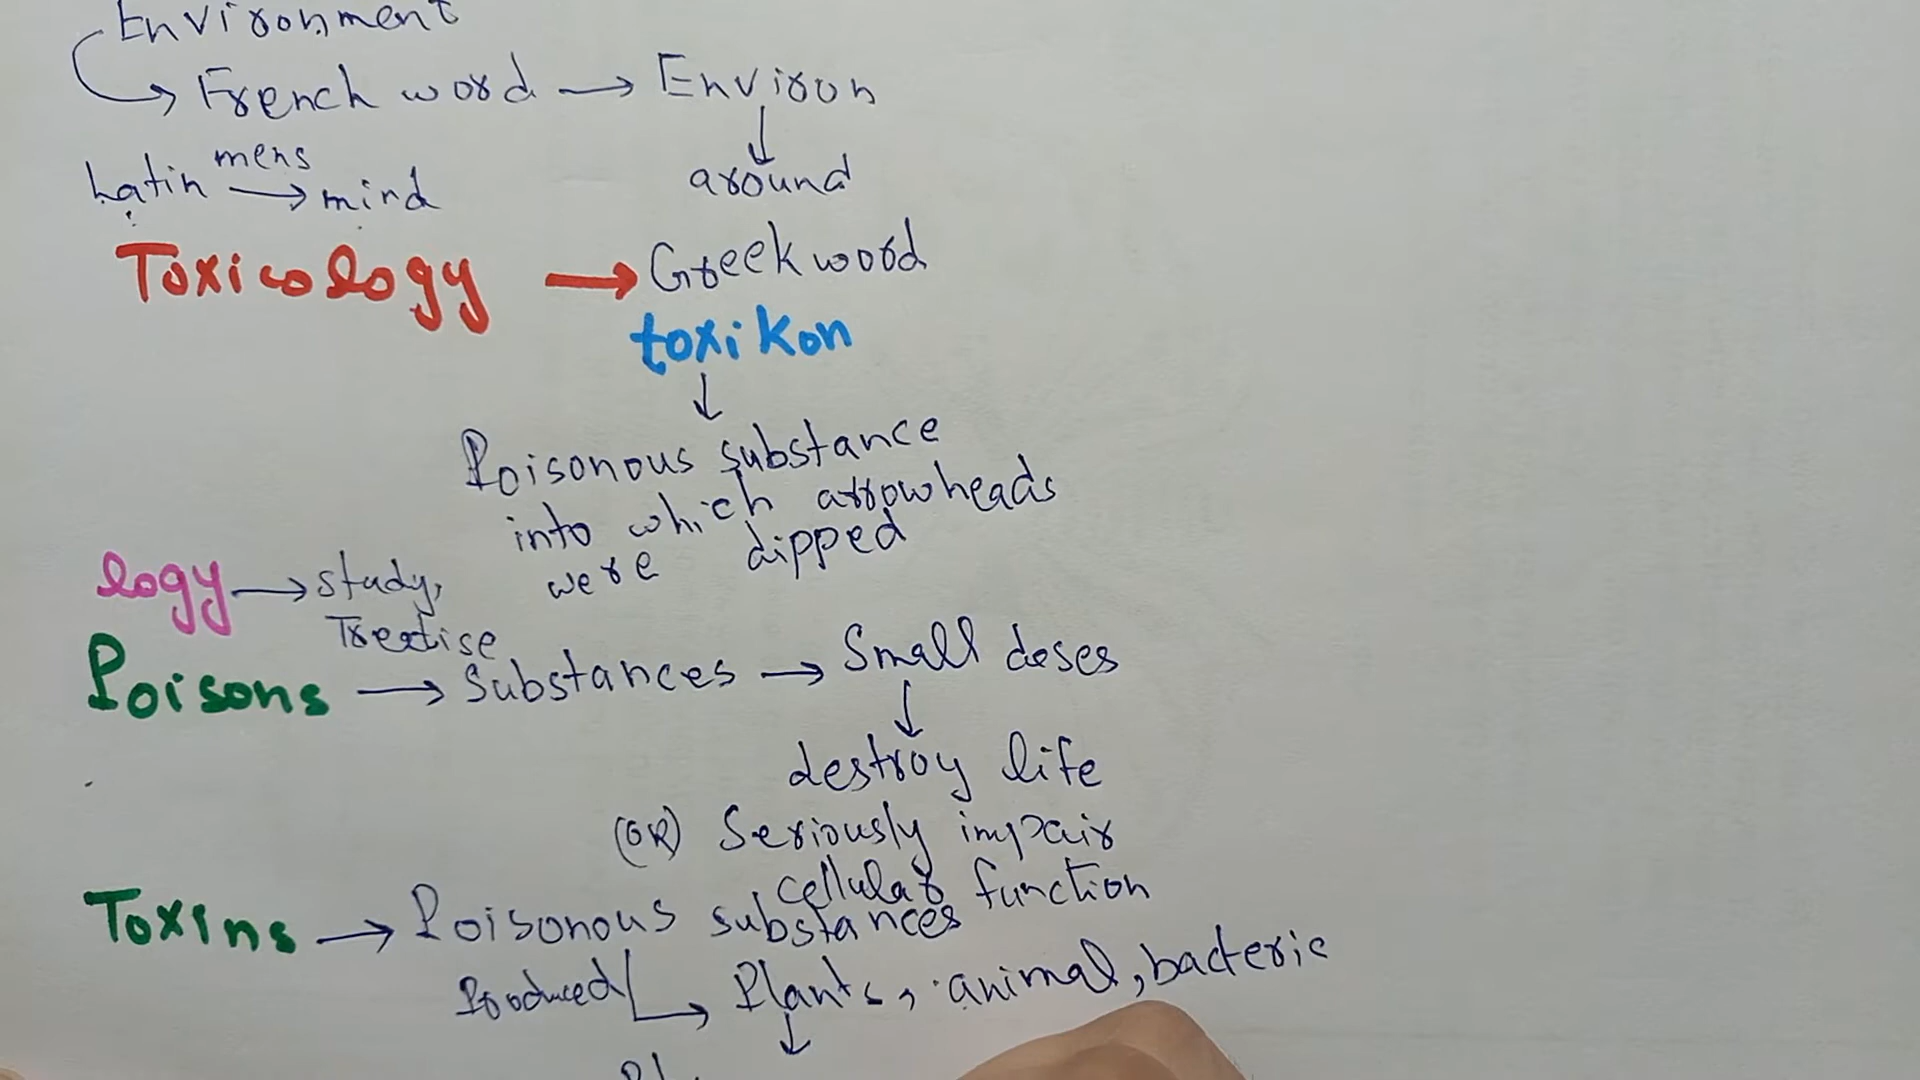 Environment
French word → Environ
around
Latin mens → mind
Toxicology → Greek word
toxikon
Poisonous substance
into which arrowheads
were dipped
logy → study,
Treatise
Poisons → Substances → Small doses
destroy life
(OR) Seriously impair
cellular function
Toxins → Poisonous substances
Produced → Plants, animal, bacteria